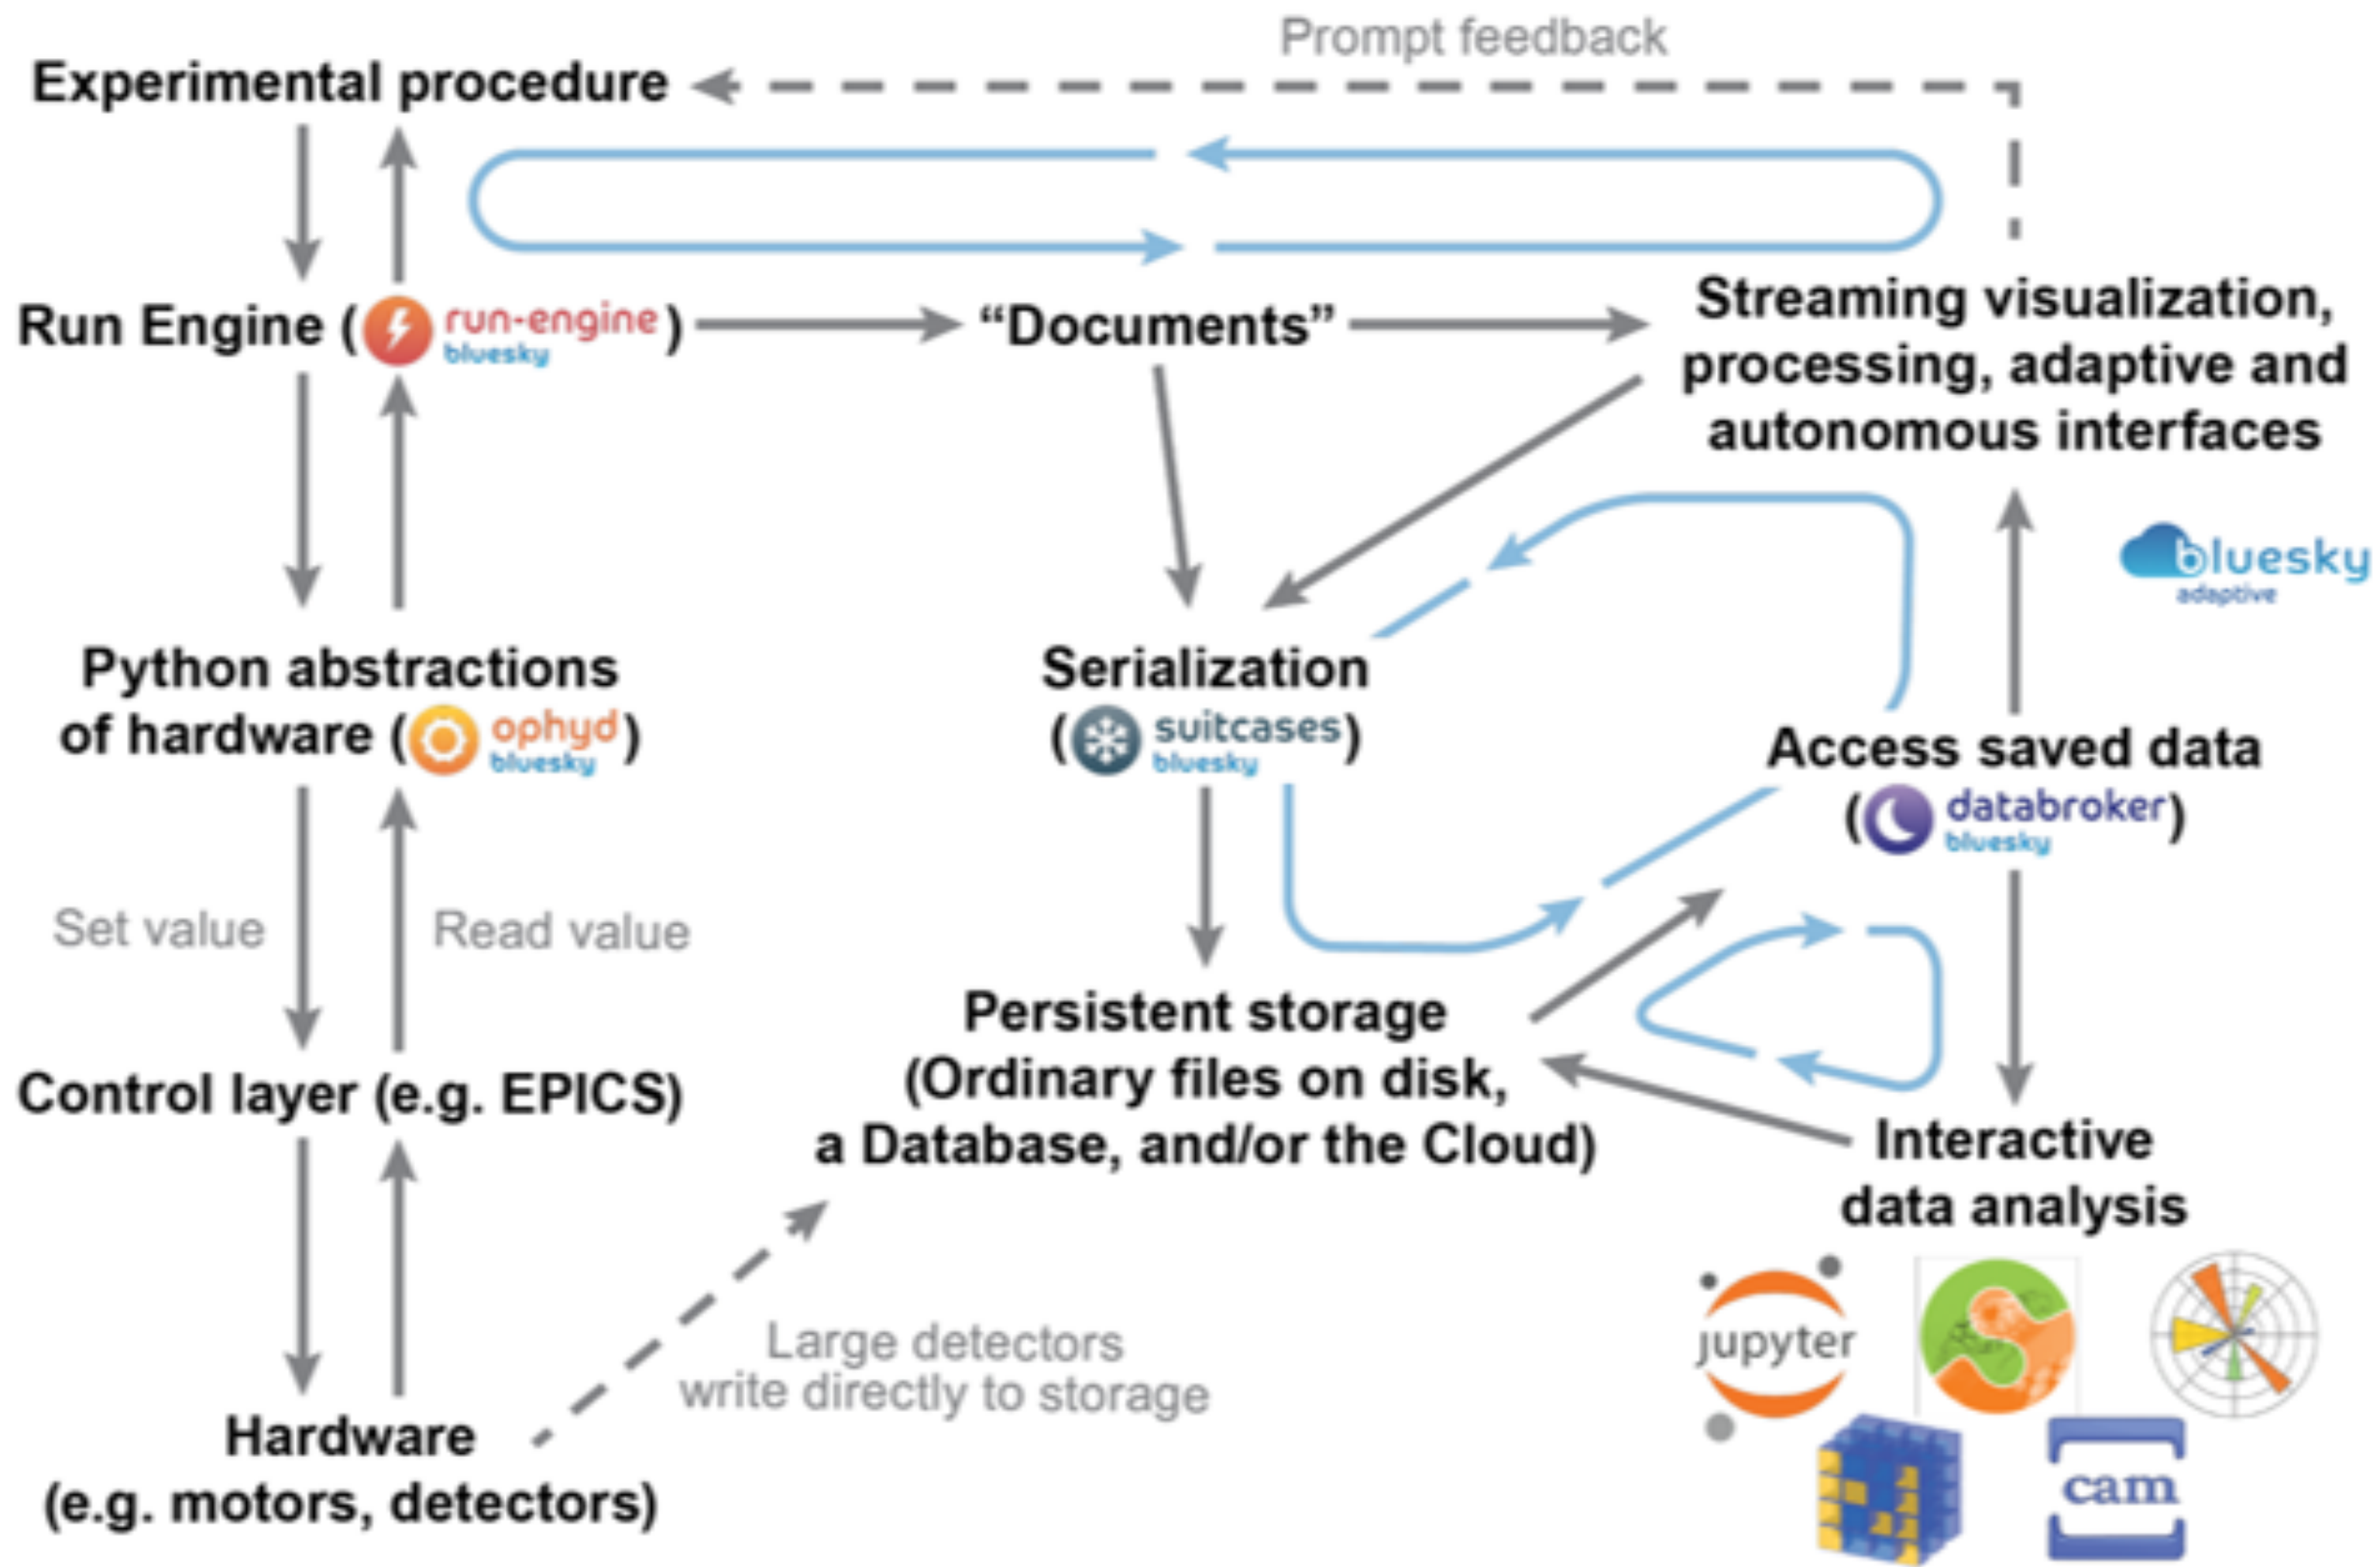 Prompt feedback
Experimental procedure
Run Engine ( run-engine bluesky )
“Documents”
Streaming visualization,
processing, adaptive and
autonomous interfaces
bluesky
adaptive
Python abstractions
of hardware ( ophyd bluesky )
Serialization
( suitcases bluesky )
Access saved data
( databroker bluesky )
Set value
Read value
Control layer (e.g. EPICS)
Persistent storage
(Ordinary files on disk,
a Database, and/or the Cloud)
Interactive
data analysis
Large detectors
write directly to storage
Hardware
(e.g. motors, detectors)
jupyter
cam